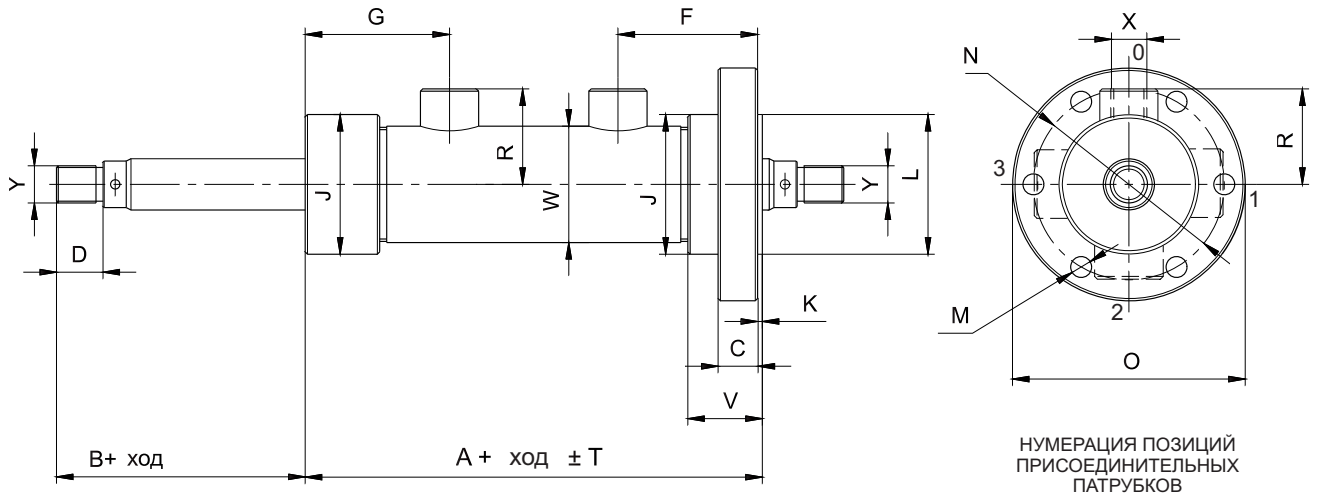 G
F
X
0
N
R
R
Y
J
W
J
Y
L
3
1
D
K
M
2
C
O
V
B+ ход
A + ход ± T
НУМЕРАЦИЯ ПОЗИЦИЙ
ПРИСОЕДИНИТЕЛЬНЫХ
ПАТРУБКОВ